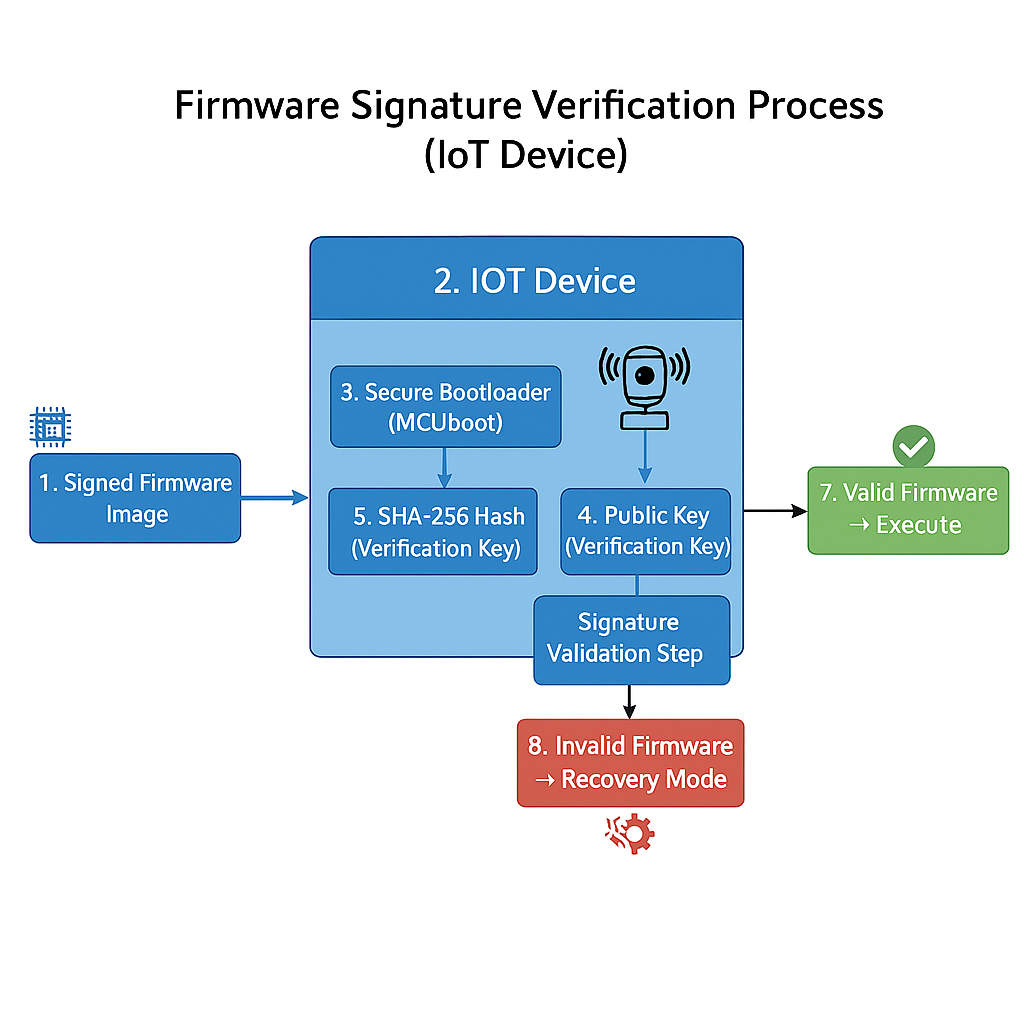 Firmware Signature Verification Process
(IoT Device)
2. IOT Device
3. Secure Bootloader
(MCUboot)
1. Signed Firmware
Image
5. SHA-256 Hash
(Verification Key)
4. Public Key
(Verification Key)
7. Valid Firmware
→ Execute
Signature
Validation Step
8. Invalid Firmware
→ Recovery Mode